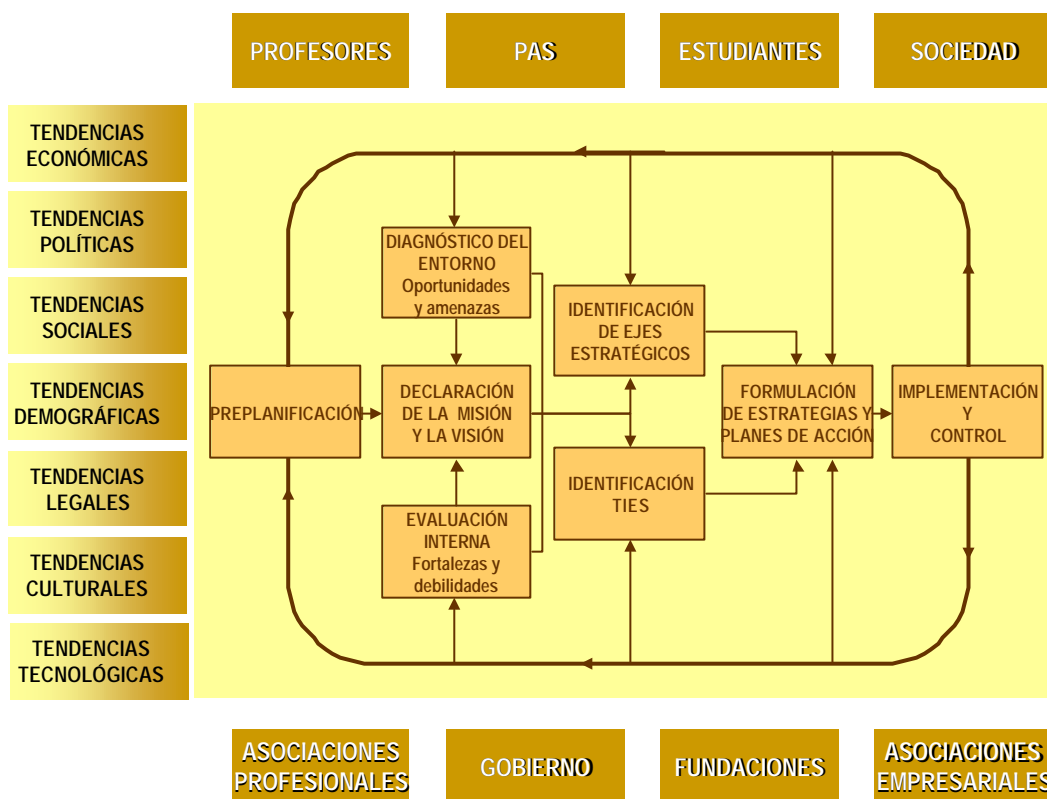 PROFESORES
PAS
ESTUDIANTES
SOCIEDAD
TENDENCIAS
ECONÓMICAS
TENDENCIAS
POLÍTICAS
TENDENCIAS
SOCIALES
TENDENCIAS
DEMOGRÁFICAS
TENDENCIAS
LEGALES
TENDENCIAS
CULTURALES
TENDENCIAS
TECNOLÓGICAS
PREPLANIFICACIÓN
DIAGNÓSTICO DEL
ENTORNO
Oportunidades
y amenazas
DECLARACIÓN
DE LA MISIÓN
Y LA VISIÓN
EVALUACIÓN
INTERNA
Fortalezas y
debilidades
IDENTIFICACIÓN
DE EJES
ESTRATÉGICOS
IDENTIFICACIÓN
TIES
FORMULACIÓN
DE ESTRATEGIAS Y
PLANES DE ACCIÓN
IMPLEMENTACIÓN
Y
CONTROL
ASOCIACIONES
PROFESIONALES
GOBIERNO
FUNDACIONES
ASOCIACIONES
EMPRESARIALES